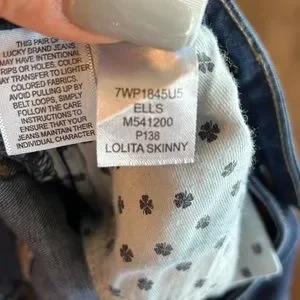 THIS PAIR OF
LUCKY BRAND JEANS
MAY HAVE INTENTIONAL
RIPS OR HOLES. COLOR
MAY TRANSFER TO LIGHTER
COLORED FABRICS.
AVOID PULLING UP BY
BELT LOOPS, SIMPLY
FOLLOW THESE
INSTRUCTIONS TO
ENSURE THAT YOUR
JEANS MAINTAIN THEIR
INDIVIDUAL CHARACTER.
7WP1845U5
ELLS
M541200
P138
LOLITA SKINNY